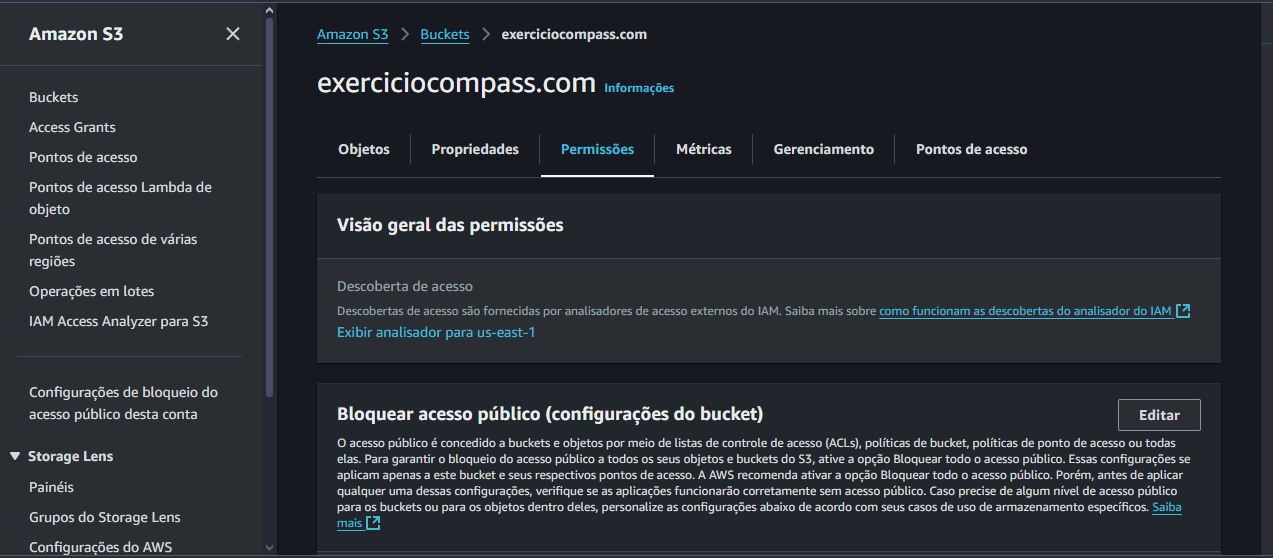 Amazon S3
Buckets
Access Grants
Pontos de acesso
Pontos de acesso Lambda de
objeto
Pontos de acesso de várias
regiões
Operações em lotes
IAM Access Analyzer para S3
Configurações de bloqueio do
acesso público desta conta
Storage Lens
Painéis
Grupos do Storage Lens
Configurações do AWS
Amazon S3 > Buckets > exerciciocompass.com
exerciciocompass.com Informações
Objetos Propriedades Permissões Métricas Gerenciamento Pontos de acesso
Visão geral das permissões
Descoberta de acesso
Descobertas de acesso são fornecidas por analisadores de acesso externos do IAM. Saiba mais sobre como funcionam as descobertas do analisador do IAM
Exibir analisador para us-east-1
Bloquear acesso público (configurações do bucket)
Editar
O acesso público é concedido a buckets e objetos por meio de listas de controle de acesso (ACLs), políticas de bucket, políticas de ponto de acesso ou todas
elas. Para garantir o bloqueio do acesso público a todos os seus objetos e buckets do S3, ative a opção Bloquear todo o acesso público. Essas configurações se
aplicam apenas a este bucket e seus respectivos pontos de acesso. A AWS recomenda ativar a opção Bloquear todo o acesso público. Porém, antes de aplicar
qualquer uma dessas configurações, verifique se as aplicações funcionarão corretamente sem acesso público. Caso precise de algum nível de acesso público
para os buckets ou para os objetos dentro deles, personalize as configurações abaixo de acordo com seus casos de uso de armazenamento específicos. Saiba
mais